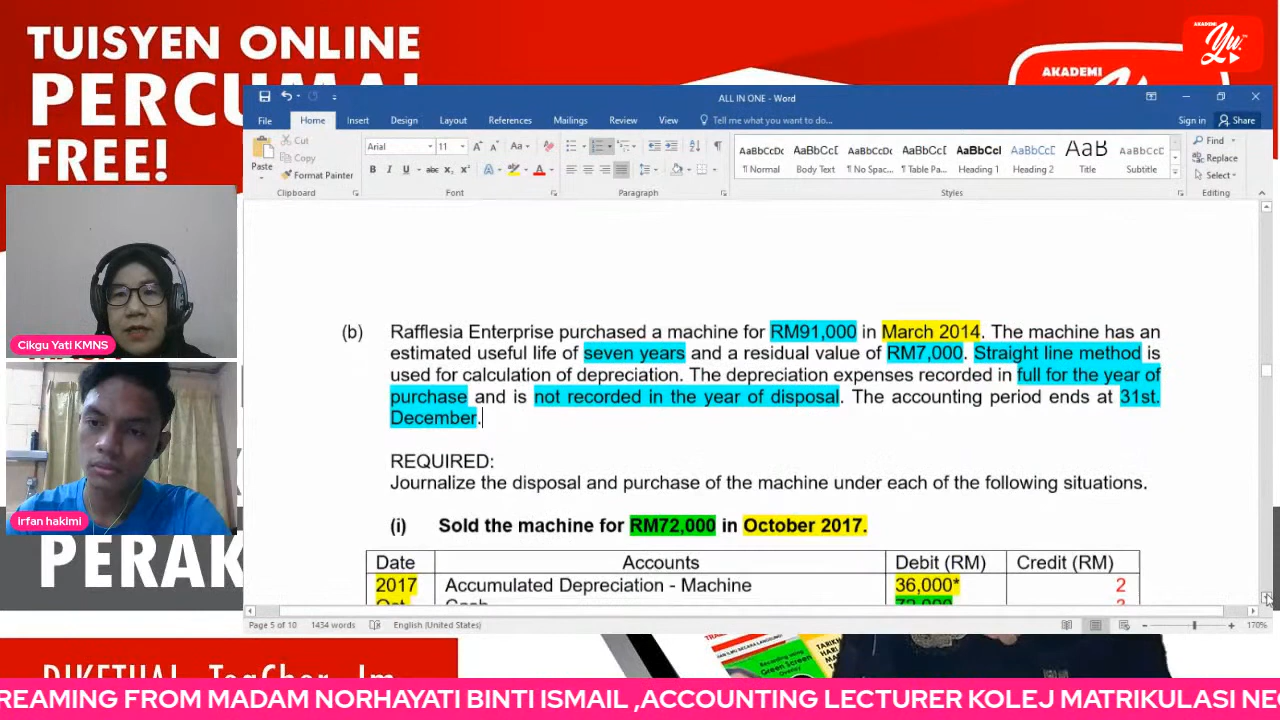 TUISYEN ONLINE
PERCUMA!
FREE!
AKADEMI
AKADEMI
Yu.
ALL IN ONE - Word
File
Home
Insert
Design
Layout
References
Mailings
Review
View
Tell me what you want to do...
Sign in
Share
Paste
Cut
Copy
Format Painter
Clipboard
Arial
11
Font
Paragraph
AaBbCcDc
¶ Normal
AaBbCcI
Body Text
AaBbCcDc
¶ No Spac...
AaBbCcI
¶ Table Pa...
AaBbCcI
Heading 1
AaBbCcI
Heading 2
AaB
Title
AaBbCcD
Subtitle
Styles
Find
Replace
Select
Editing
(b) Rafflesia Enterprise purchased a machine for RM91,000 in March 2014. The machine has an
estimated useful life of seven years and a residual value of RM7,000. Straight line method is
used for calculation of depreciation. The depreciation expenses recorded in full for the year of
purchase and is not recorded in the year of disposal. The accounting period ends at 31st.
December.
REQUIRED:
Journalize the disposal and purchase of the machine under each of the following situations.
(i) Sold the machine for RM72,000 in October 2017.
Date Accounts Debit (RM) Credit (RM)
2017 Accumulated Depreciation - Machine 36,000* 2
Oct Cash 72,000 3
Page 5 of 10 1434 words English (United States) 170%
Cikgu Yati KMNS
Irfan hakimi
PERAK
REAMING FROM MADAM NORHAYATI BINTI ISMAIL ,ACCOUNTING LECTURER KOLEJ MATRIKULASI NE